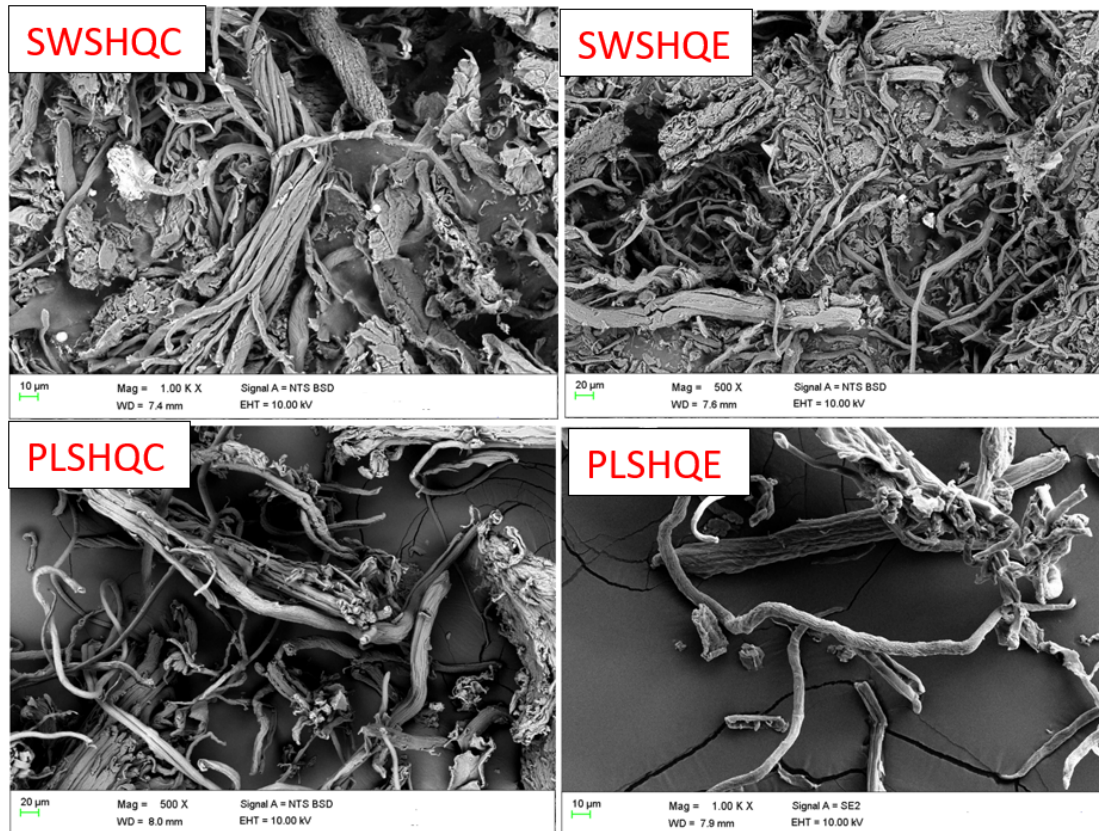 SWSHQC
SWSHQE
10 µm
Mag = 1.00 K X
Signal A = NTS BSD
WD = 7.4 mm
EHT = 10.00 kV
20 µm
Mag = 500 X
Signal A = NTS BSD
WD = 7.6 mm
EHT = 10.00 kV
PLSHQC
PLSHQE
20 µm
Mag = 500 X
Signal A = NTS BSD
WD = 8.0 mm
EHT = 10.00 kV
10 µm
Mag = 1.00 K X
Signal A = SE2
WD = 7.9 mm
EHT = 10.00 kV